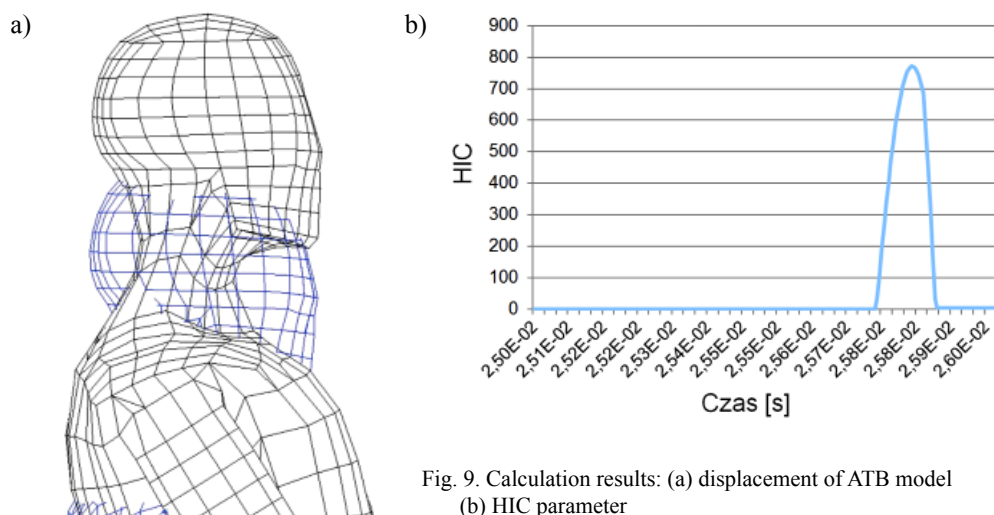 a)
b)
900
800
700
600
500
400
300
200
100
0
HIC
2,50E-02
2,51E-02
2,52E-02
2,52E-02
2,53E-02
2,54E-02
2,55E-02
2,55E-02
2,56E-02
2,57E-02
2,58E-02
2,58E-02
2,59E-02
2,60E-02
Czas [s]
Fig. 9. Calculation results: (a) displacement of ATB model
(b) HIC parameter